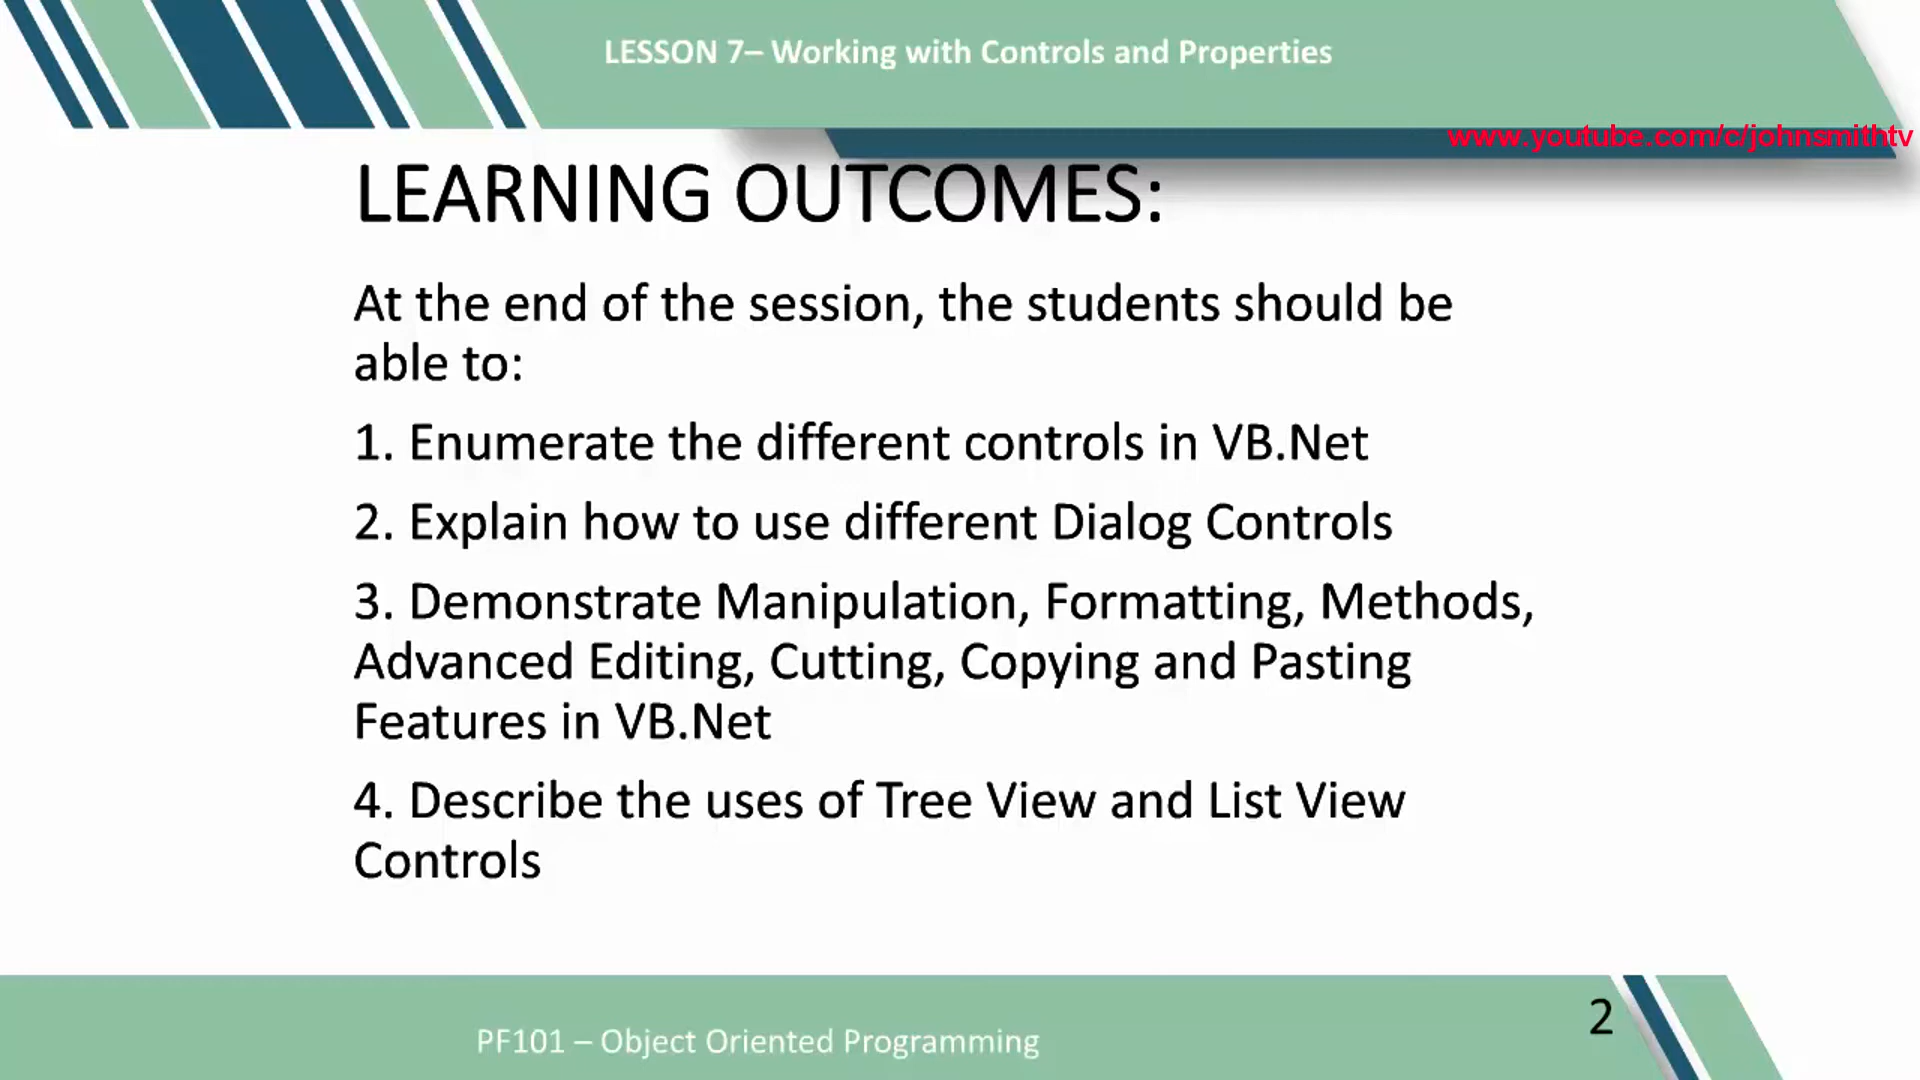 LESSON 7– Working with Controls and Properties
www.youtube.com/c/johnsmithtv
LEARNING OUTCOMES:
At the end of the session, the students should be
able to:
1. Enumerate the different controls in VB.Net
2. Explain how to use different Dialog Controls
3. Demonstrate Manipulation, Formatting, Methods,
Advanced Editing, Cutting, Copying and Pasting
Features in VB.Net
4. Describe the uses of Tree View and List View
Controls
2
PF101 – Object Oriented Programming